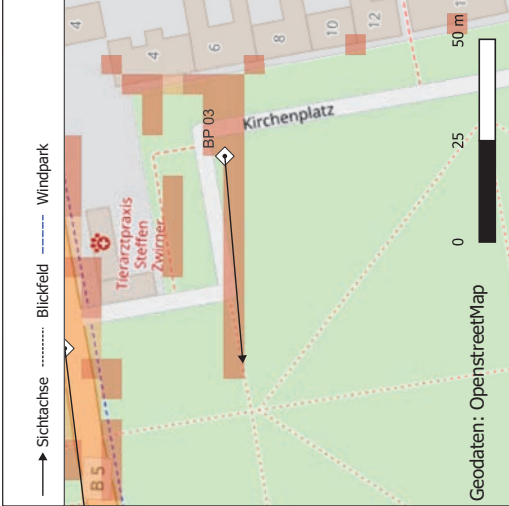 Sichtachse
Blickfeld
Windpark
4
4
6
8
10
12
BP 03
Kirchenplatz
Tierarztpraxis
Steffen
Zwirner
B 5
0
25
50 m
Geodaten: OpenstreetMap